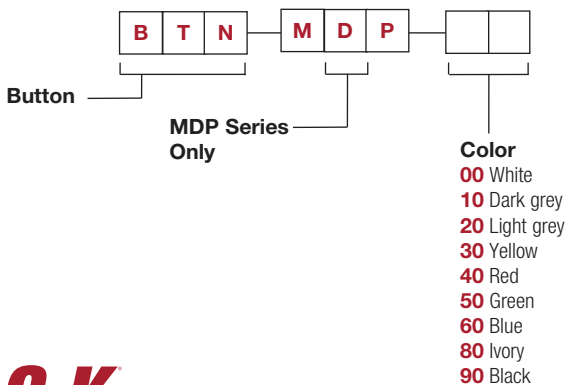 B T N M D P
Button
MDP Series
Only
Color
00 White
10 Dark grey
20 Light grey
30 Yellow
40 Red
50 Green
60 Blue
80 Ivory
90 Black